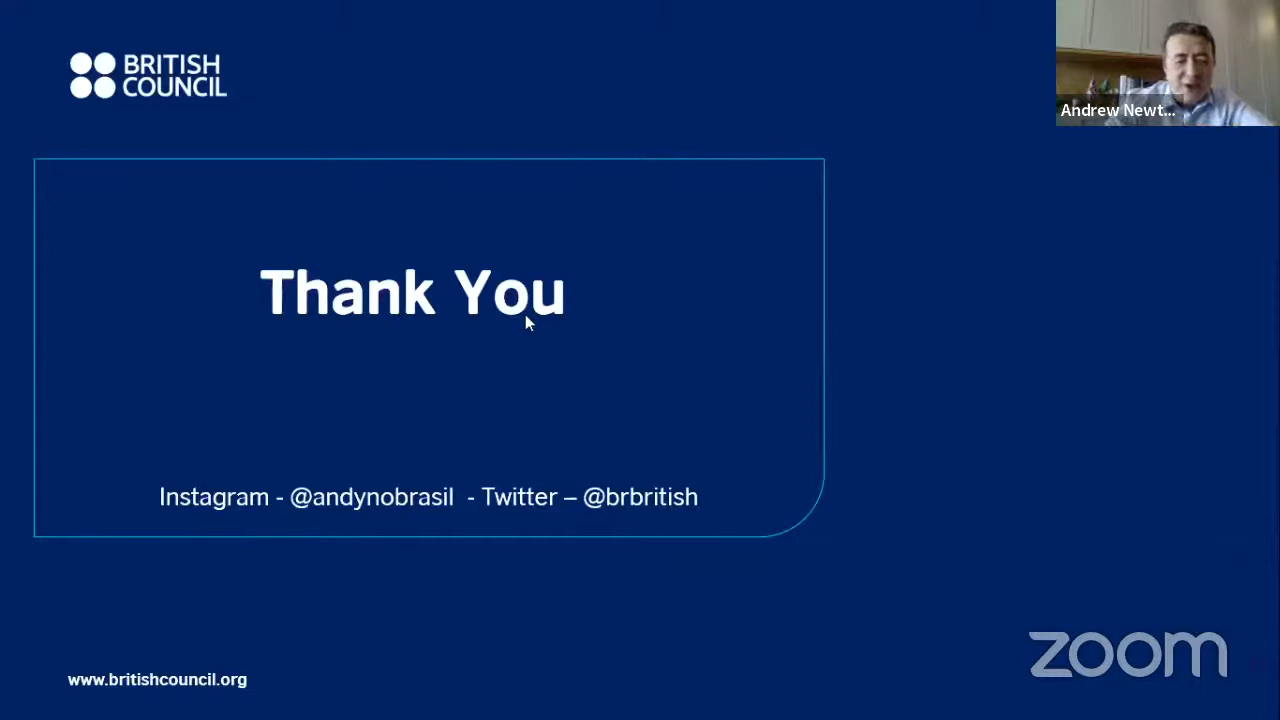 BRITISH
COUNCIL
Andrew Newt...
Thank You
Instagram - @andynobrasil - Twitter – @brbritish
www.britishcouncil.org
zoom